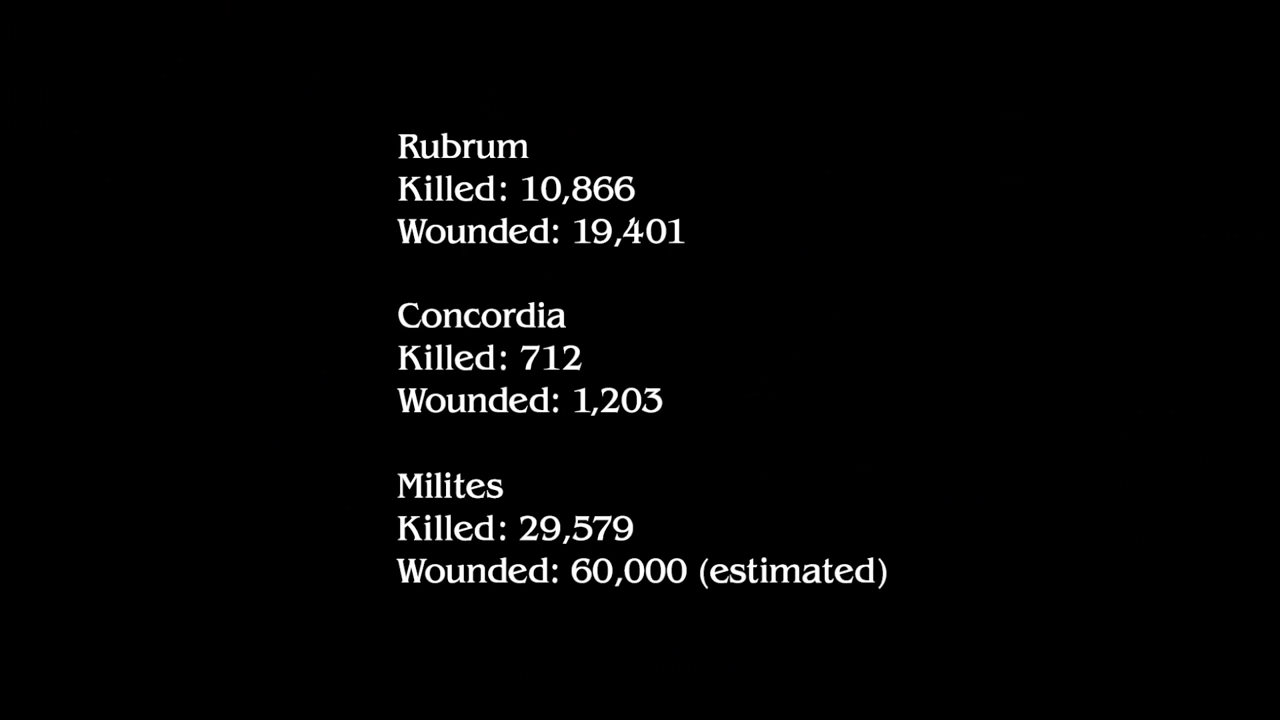 Rubrum
Killed: 10,866
Wounded: 19,401
Concordia
Killed: 712
Wounded: 1,203
Milites
Killed: 29,579
Wounded: 60,000 (estimated)